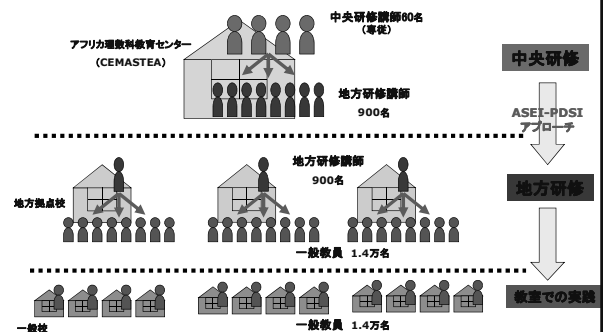 中央研修講師60名
(専従)
アフリカ理数科教育センター
(CEMASTEA)
中央研修
地方研修講師
900名
ASEI-PDSI
アプローチ
地方研修講師
900名
地方研修
地方拠点校
一般教員 1.4万名
教室での実践
一般校
一般教員 1.4万名